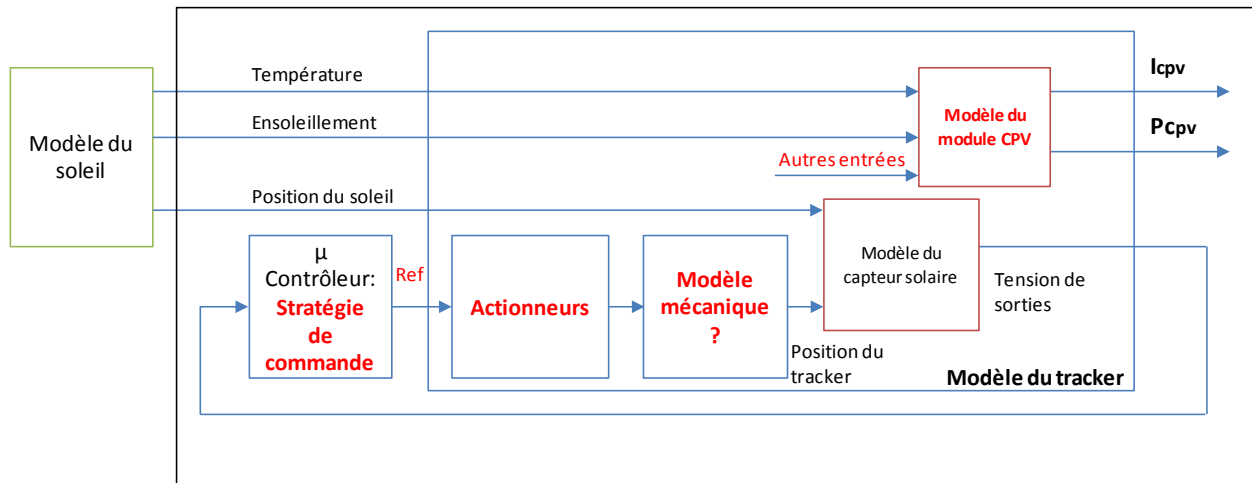 Modèle du
soleil
Température
Ensoleillement
Autres entrées
Position du soleil
Modèle du
module CPV
Icpv
Pcpv
µ
Contrôleur:
Stratégie
de
commande
Ref
Actionneurs
Modèle
mécanique
?
Position du
tracker
Modèle du
capteur solaire
Tension de
sorties
Modèle du tracker